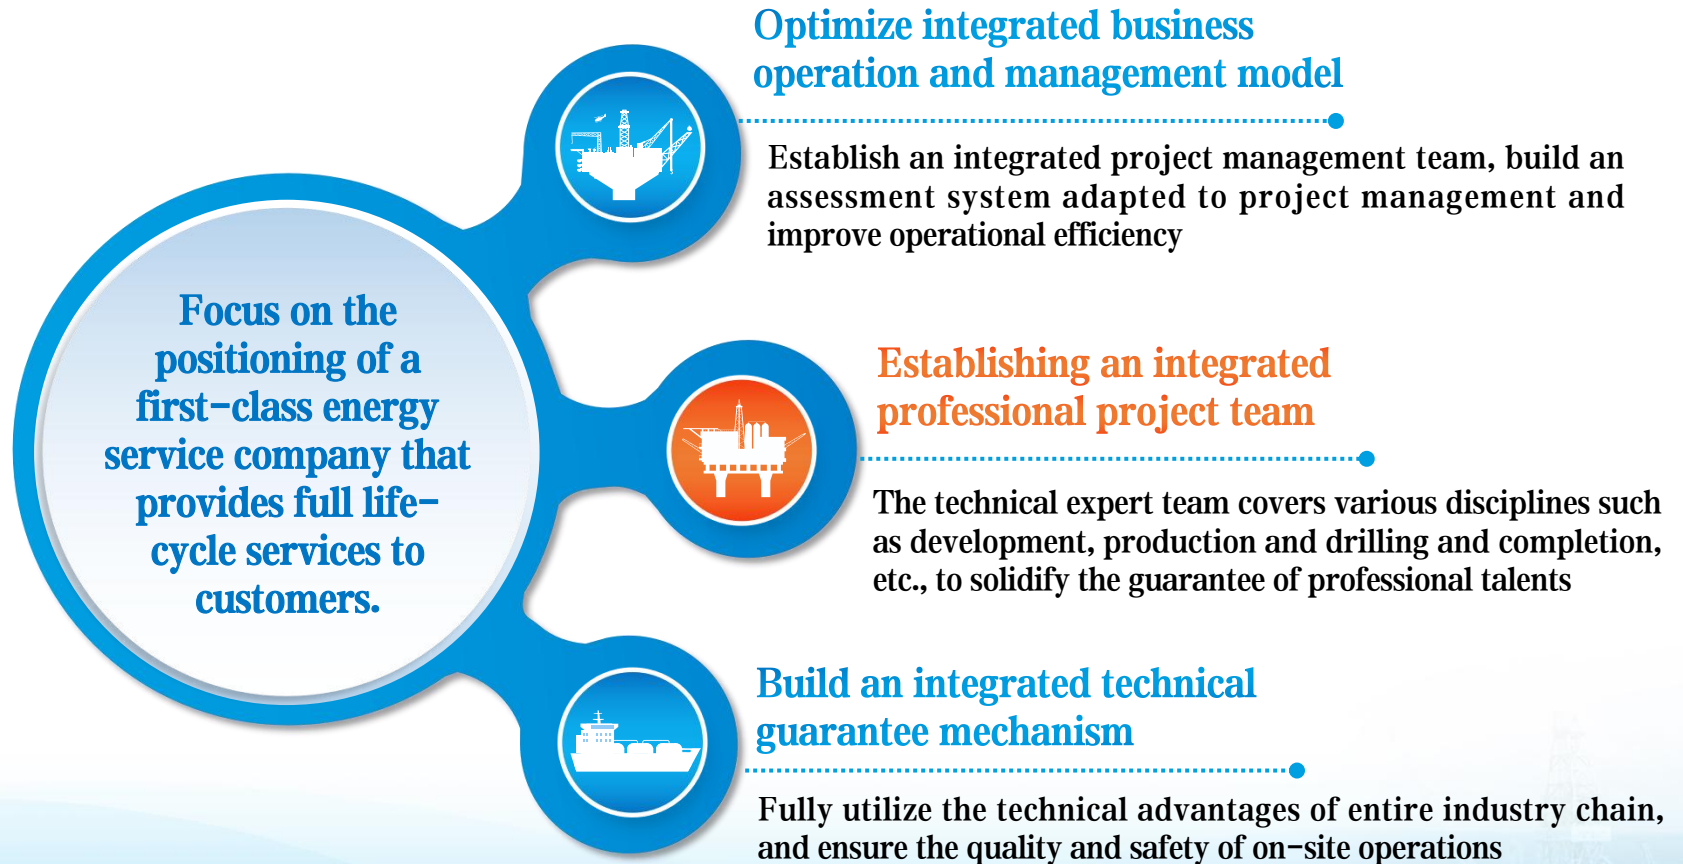 Optimize integrated business
operation and management model
Establish an integrated project management team, build an
assessment system adapted to project management and
improve operational efficiency
Focus on the
positioning of a
first-class energy
service company that
provides full life-
cycle services to
customers.
Establishing an integrated
professional project team
The technical expert team covers various disciplines such
as development, production and drilling and completion,
etc., to solidify the guarantee of professional talents
Build an integrated technical
guarantee mechanism
Fully utilize the technical advantages of entire industry chain,
and ensure the quality and safety of on-site operations